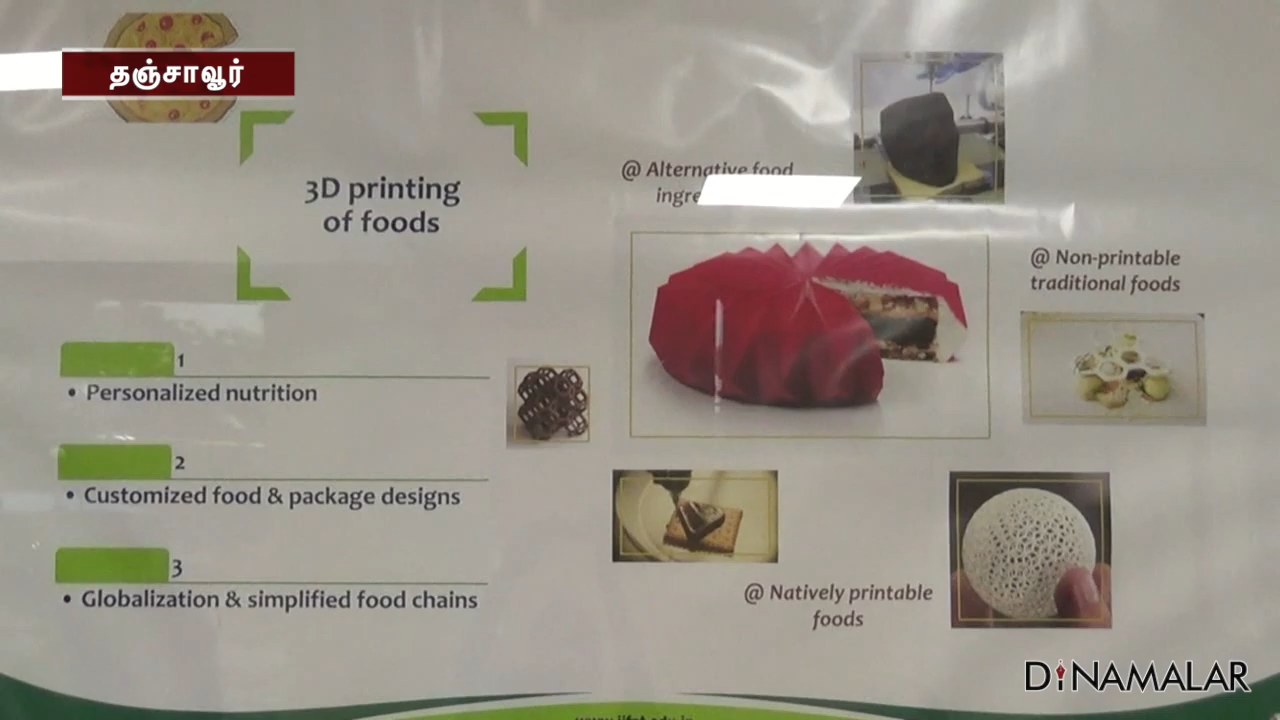 தஞ்சாவூர்
3D printing
of foods
1
• Personalized nutrition
2
• Customized food & package designs
3
• Globalization & simplified food chains
@ Alternative food
@ Non-printable
traditional foods
@ Natively printable
foods
DINAMALAR